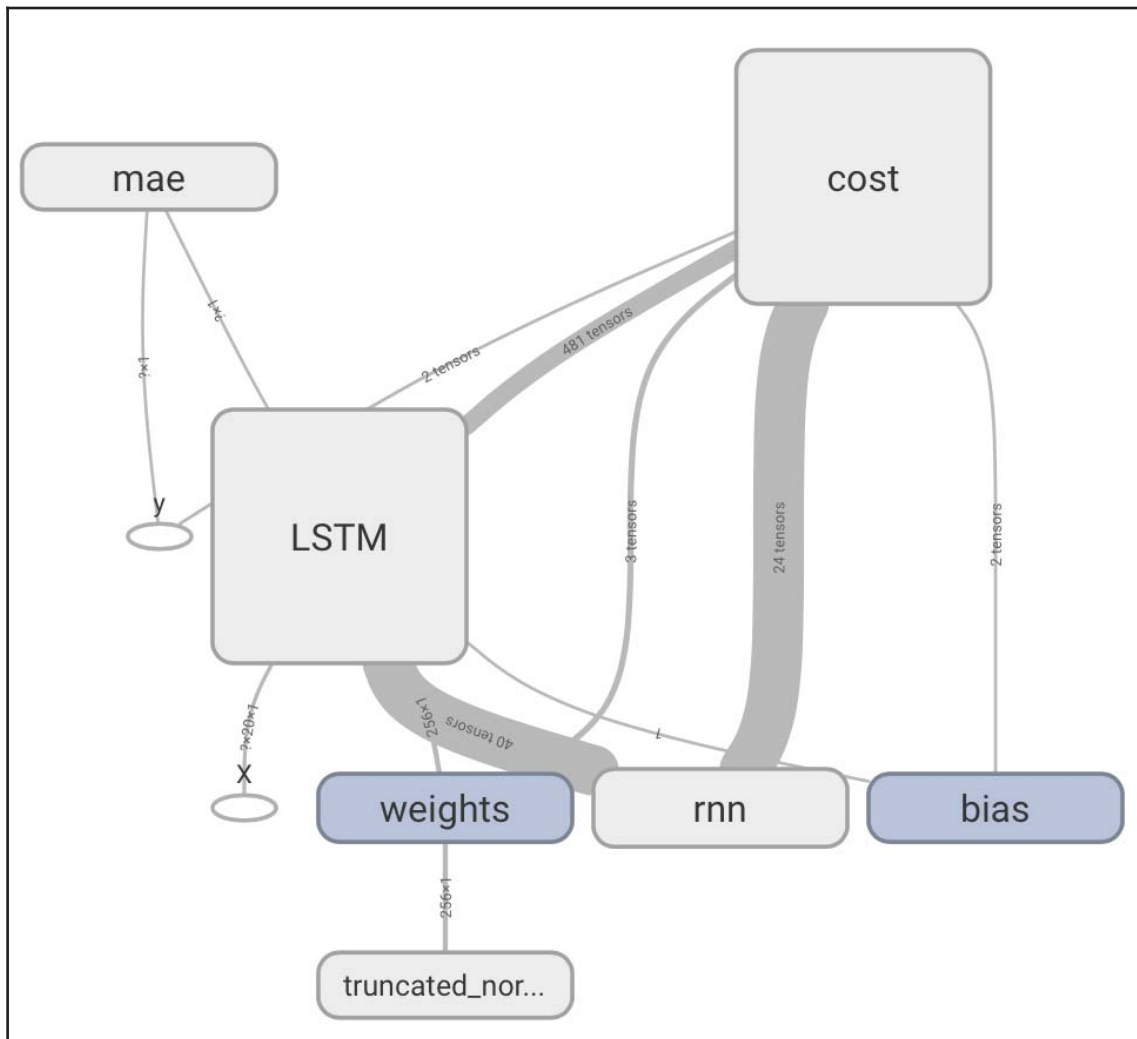 cost
mae
?×1
?×1
2 tensors
481 tensors
y
LSTM
3 tensors
24 tensors
2 tensors
?×20×1
256×1
40 tensors
1
X
weights
rnn
bias
256×1
truncated_nor...